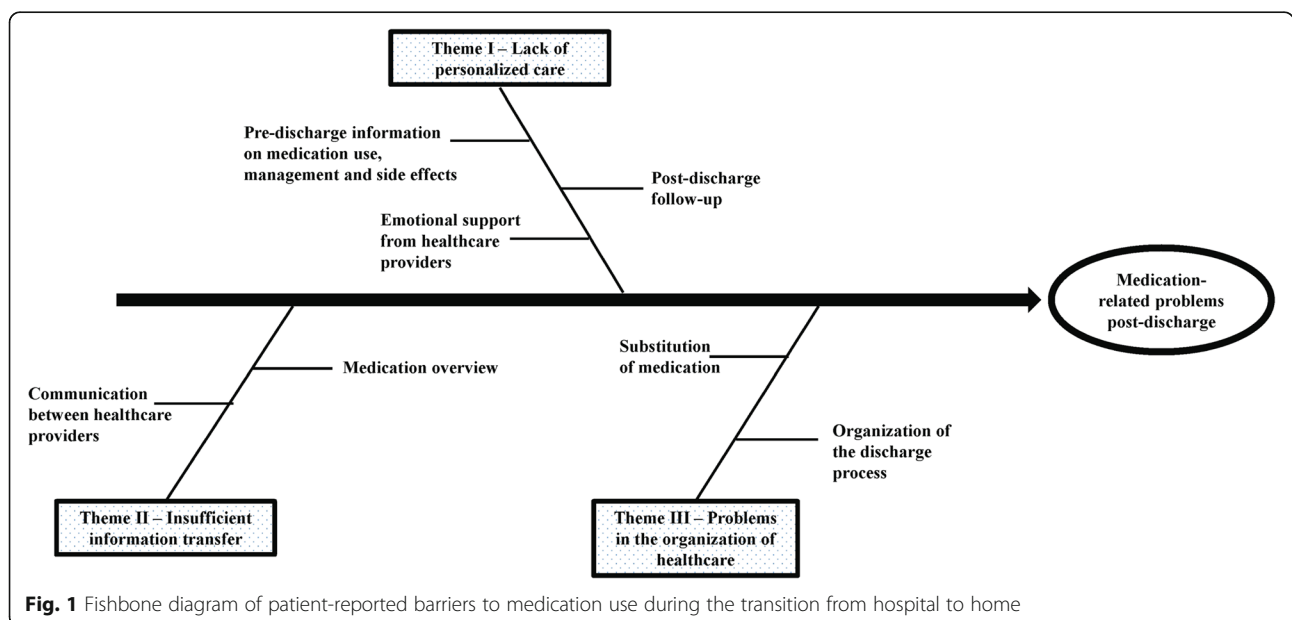 Theme I – Lack of
personalized care
Pre-discharge information
on medication use,
management and side effects
Post-discharge
follow-up
Emotional support
from healthcare
providers
Medication-
related problems
post-discharge
Substitution
of medication
Medication overview
Communication
between healthcare
providers
Organization of
the discharge
process
Theme II – Insufficient
information transfer
Theme III – Problems
in the organization of
healthcare
Fig. 1 Fishbone diagram of patient-reported barriers to medication use during the transition from hospital to home